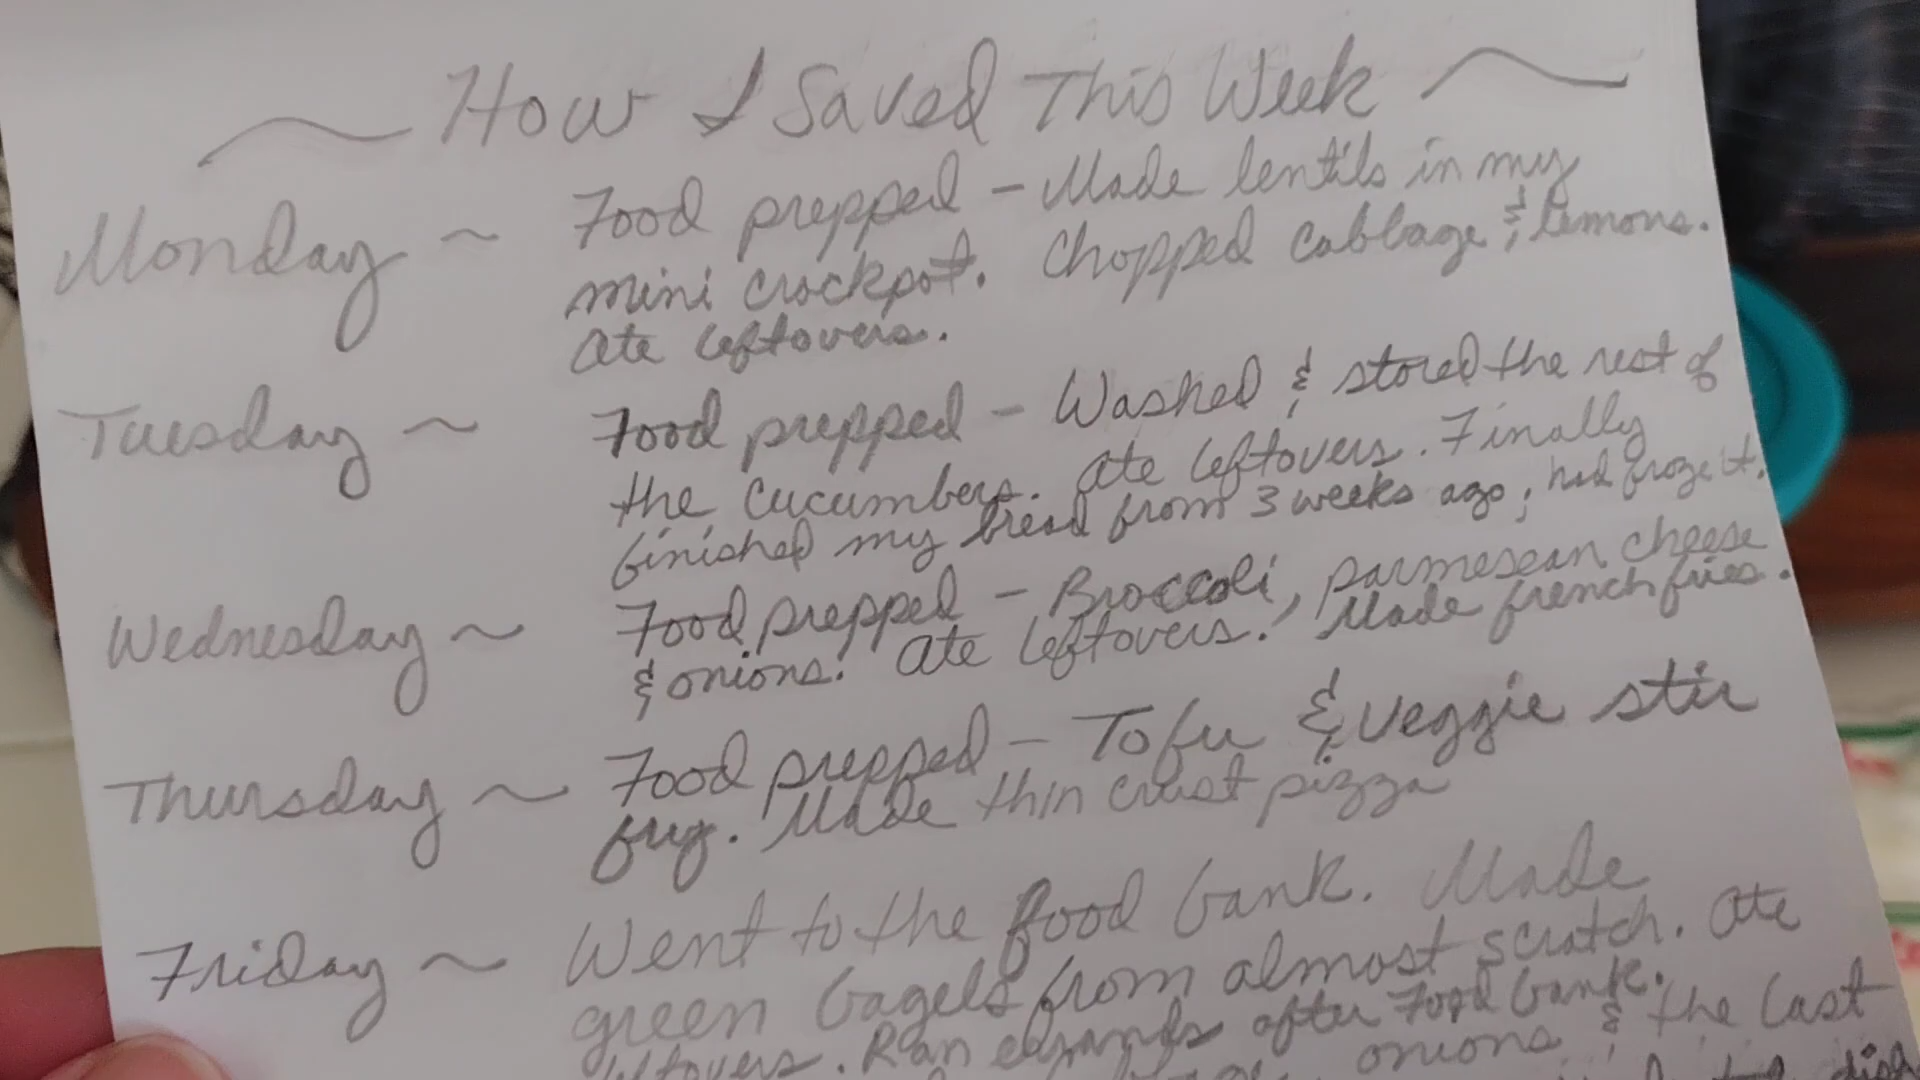 ~ How I Saved This Week ~
Monday ~ Food prepped - Made lentils in my
mini crockpot. Chopped cabbage & lemons.
Ate leftovers.
Tuesday ~ Food prepped - Washed & stored the rest of
the cucumbers. Ate leftovers. Finally
finished my bread from 3 weeks ago; had froze it.
Wednesday ~ Food prepped - Broccoli, parmesean cheese
& onions. Ate leftovers. Made french fries.
Thursday ~ Food prepped - Tofu & veggie stir
fry. Made thin crust pizza
Friday ~ Went to the food bank. Made
green bagels from almost scratch. Ate
leftovers. Ran errands after food bank.
onions & the last